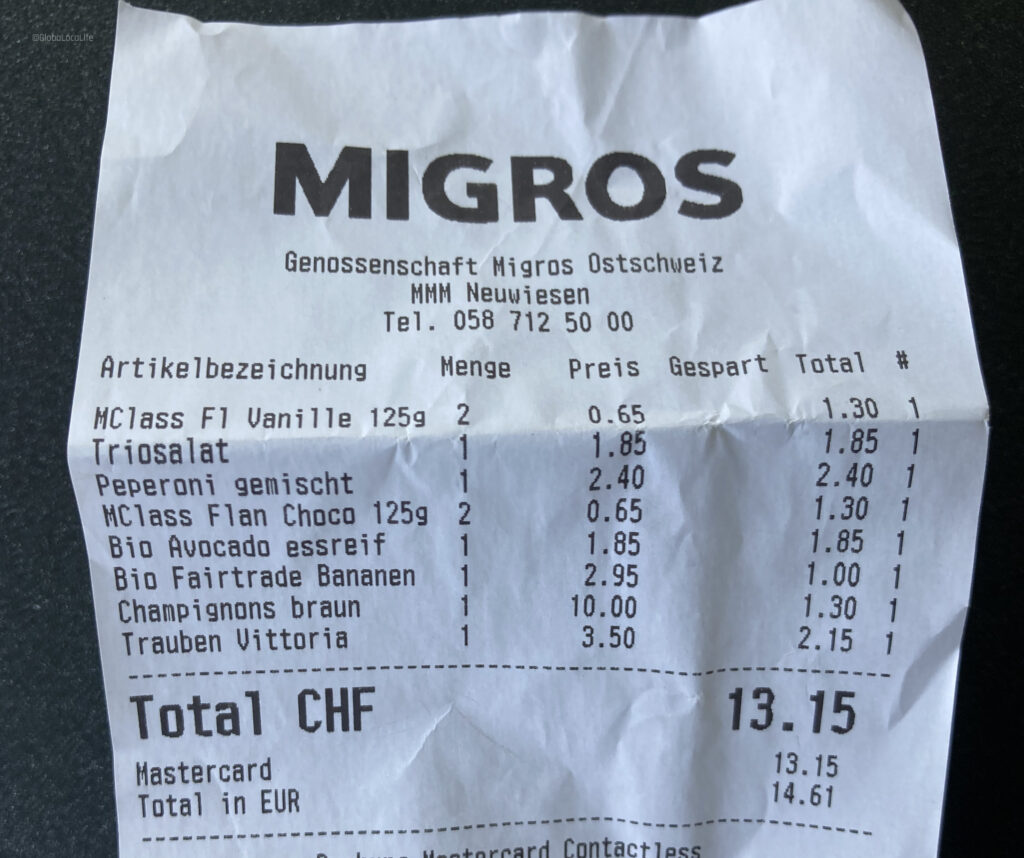 ©GlobaLocaLife
MIGROS
Genossenschaft Migros Ostschweiz
MMM Neuwiesen
Tel. 058 712 50 00
Artikelbezeichnung Menge Preis Gespart Total #
MClass Fl Vanille 125g 2 0.65 1.30 1
Triosalat 1 1.85 1.85 1
Peperoni gemischt 1 2.40 2.40 1
MClass Flan Choco 125g 2 0.65 1.30 1
Bio Avocado essreif 1 1.85 1.85 1
Bio Fairtrade Bananen 1 2.95 1.00 1
Champignons braun 1 10.00 1.30 1
Trauben Vittoria 1 3.50 2.15 1
Total CHF 13.15
Mastercard 13.15
Total in EUR 14.61
Mastercard Contactless